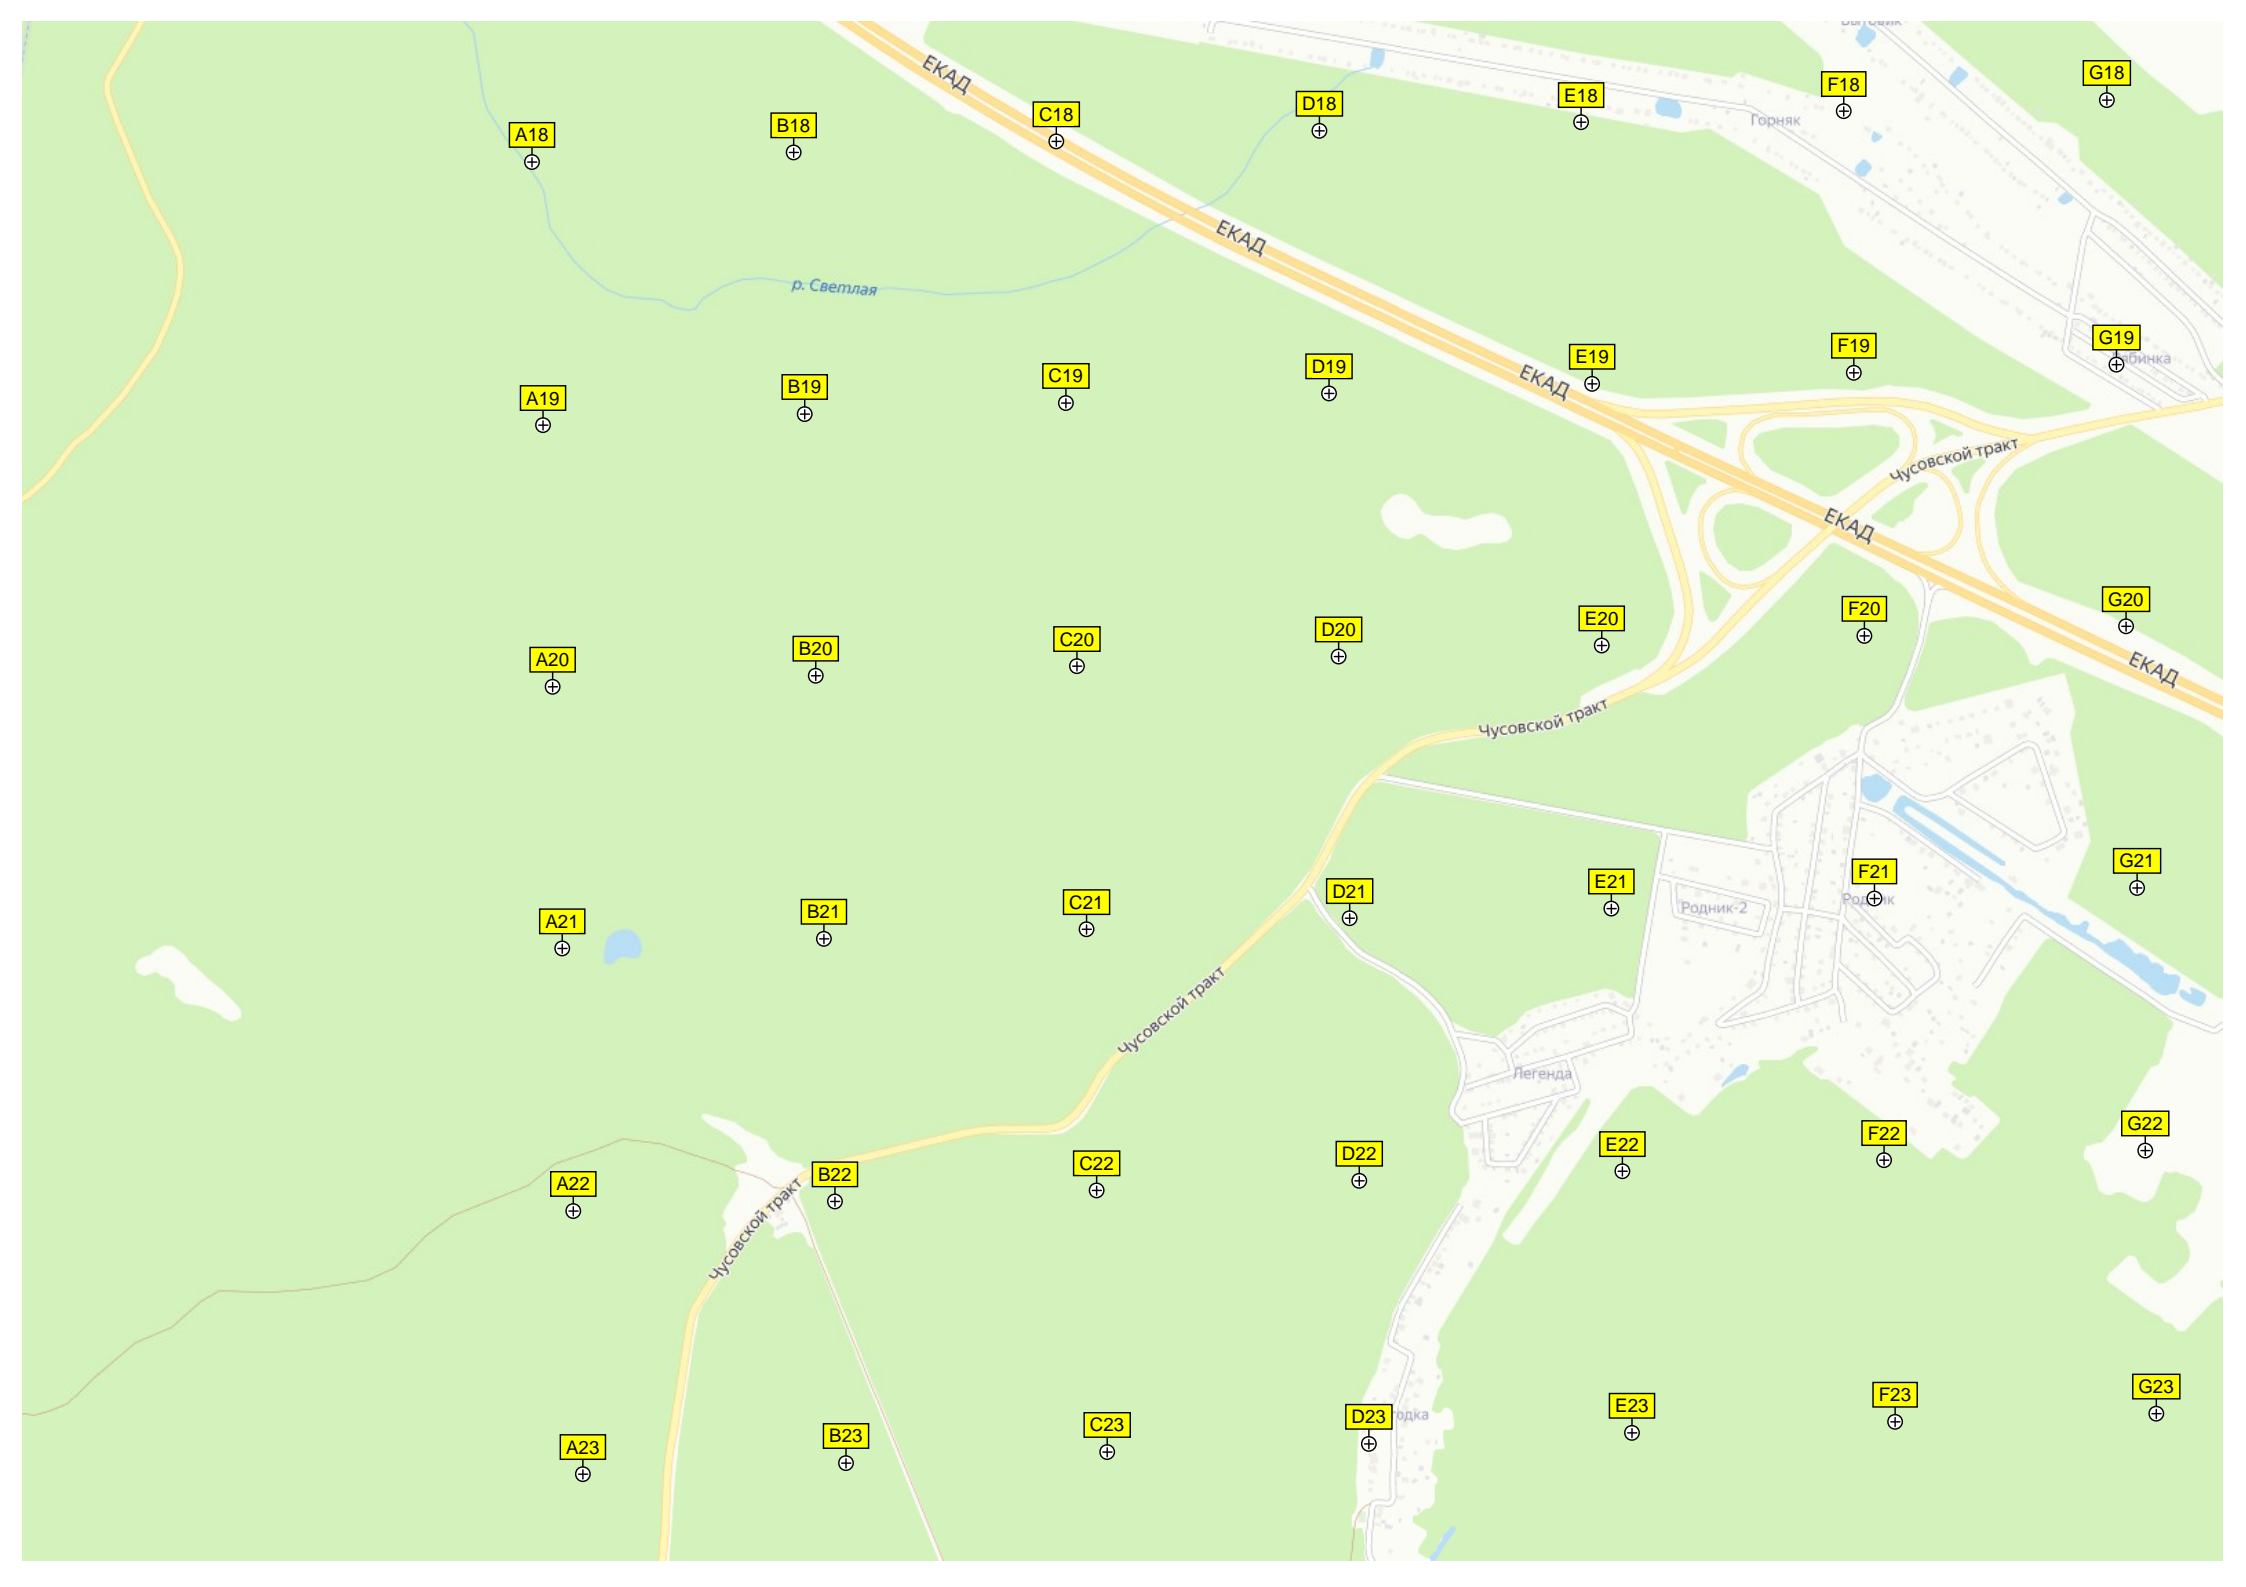 ЕКАД
G18
F18
E18
D18
C18
B18
A18
Горняк
ЕКАД
р. Светлая
G19
F19
E19
D19
C19
B19
A19
ЕКАД
Чусовской тракт
ЕКАД
G20
F20
E20
D20
C20
B20
A20
ЕКАД
Чусовской тракт
G21
F21
E21
D21
C21
B21
A21
Родник-2
Чусовской тракт
Легенда
G22
F22
E22
D22
C22
B22
A22
Чусовской тракт
G23
F23
E23
D23
C23
B23
A23